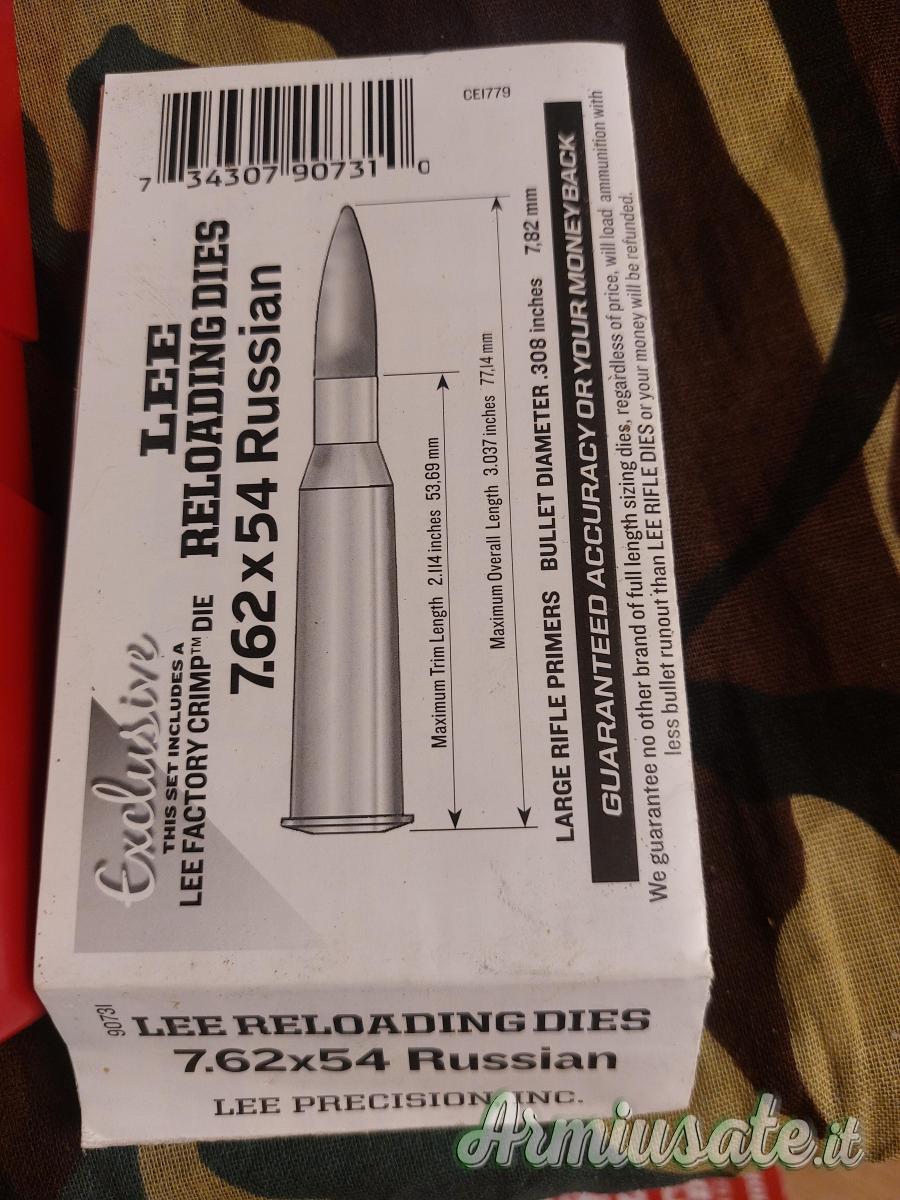 7 34307 90731 0
CE1779
Exclusive
THIS SET INCLUDES A
LEE FACTORY CRIMP™ DIE
LEE
RELOADING DIES
7.62x54 Russian
Maximum Trim Length 2.114 inches 53,69 mm
Maximum Overall Length 3.037 inches 77,14 mm
LARGE RIFLE PRIMERS BULLET DIAMETER .308 inches 7,82 mm
GUARANTEED ACCURACY OR YOUR MONEY BACK
We guarantee no other brand of full length sizing dies, regardless of price, will load ammunition with
less bullet runout than LEE RIFLE DIES or your money will be refunded.
90731
LEE RELOADING DIES
7.62x54 Russian
LEE PRECISION, INC.
Armiusate.it